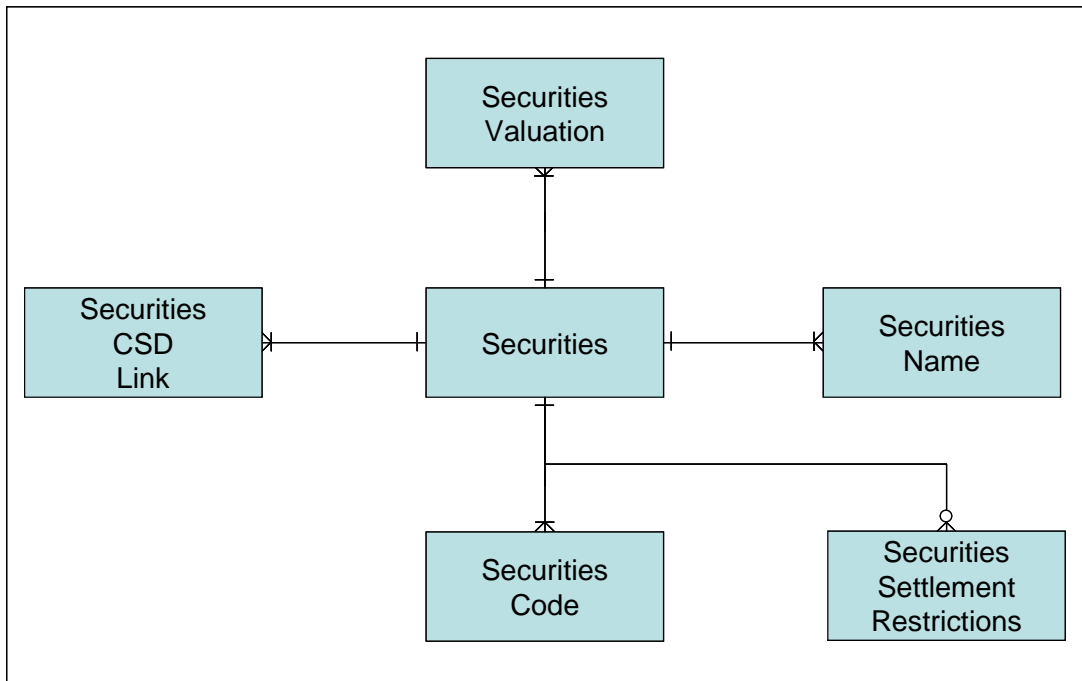 Securities
Valuation
Securities
CSD
Link
Securities
Securities
Name
Securities
Code
Securities
Settlement
Restrictions